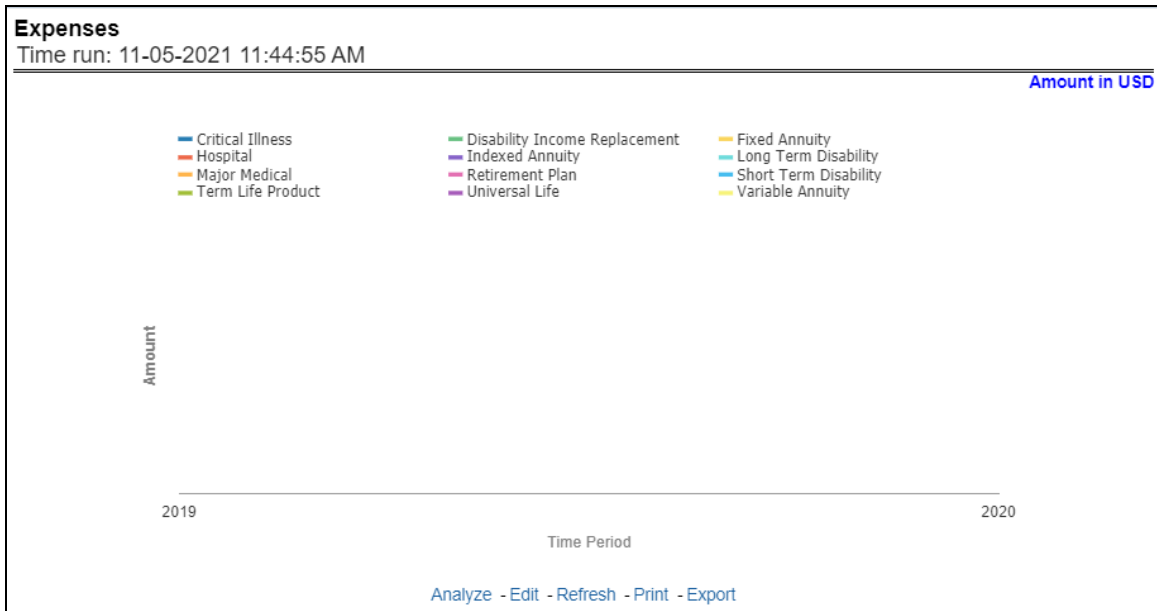 Expenses
Time run: 11-05-2021 11:44:55 AM
Amount in USD
Critical Illness Disability Income Replacement Fixed Annuity
Hospital Indexed Annuity Long Term Disability
Major Medical Retirement Plan Short Term Disability
Term Life Product Universal Life Variable Annuity
Amount
2019 2020
Time Period
Analyze - Edit - Refresh - Print - Export